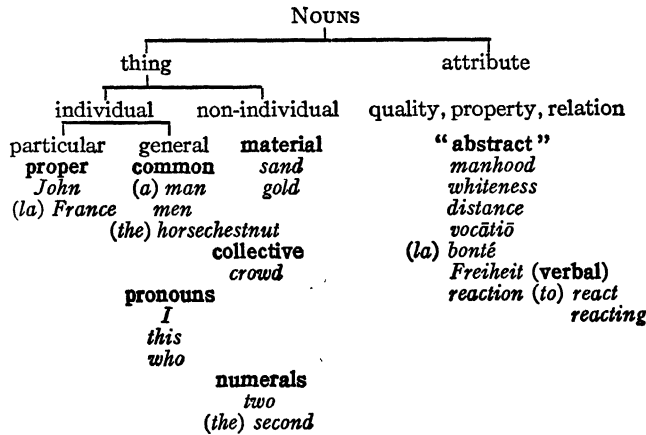 NOUNS
thing attribute
individual non-individual quality, property, relation
particular general material "abstract"
proper common sand manhood
John (a) man gold whiteness
(la) France men distance
(the) horsechestnut vocātiō
collective (la) bonté
crowd Freiheit (verbal)
pronouns reaction (to) react
I reacting
this
who
numerals
two
(the) second